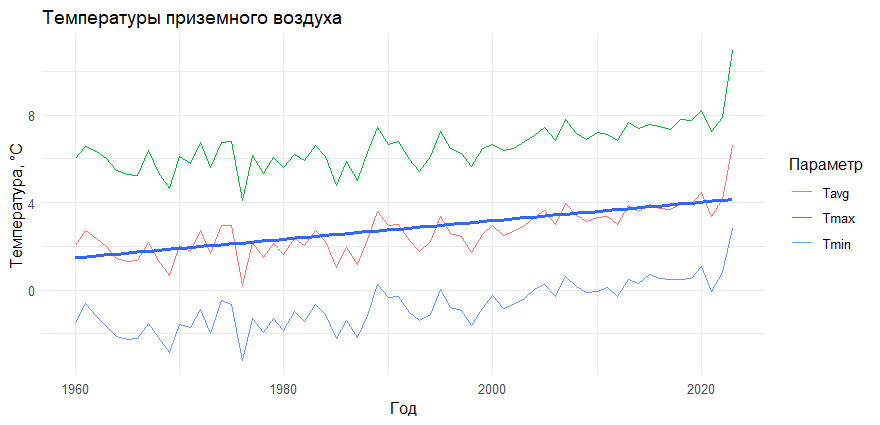 Температуры приземного воздуха
Температура, °C
8
4
0
1960
1980
2000
2020
Год
Параметр
Tavg
Tmax
Tmin